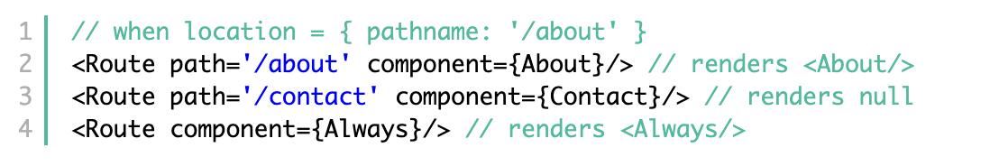 1 // when location = { pathname: '/about' }
2 <Route path='/about' component={About}/> // renders <About/>
3 <Route path='/contact' component={Contact}/> // renders null
4 <Route component={Always}/> // renders <Always/>